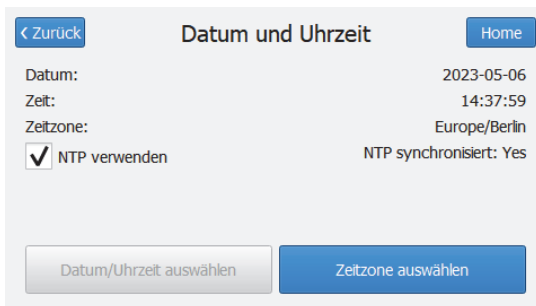 Zurück Datum und Uhrzeit Home
Datum: 2023-05-06
Zeit: 14:37:59
Zeitzone: Europe/Berlin
NTP verwenden NTP synchronisiert: Yes
Datum/Uhrzeit auswählen Zeitzone auswählen